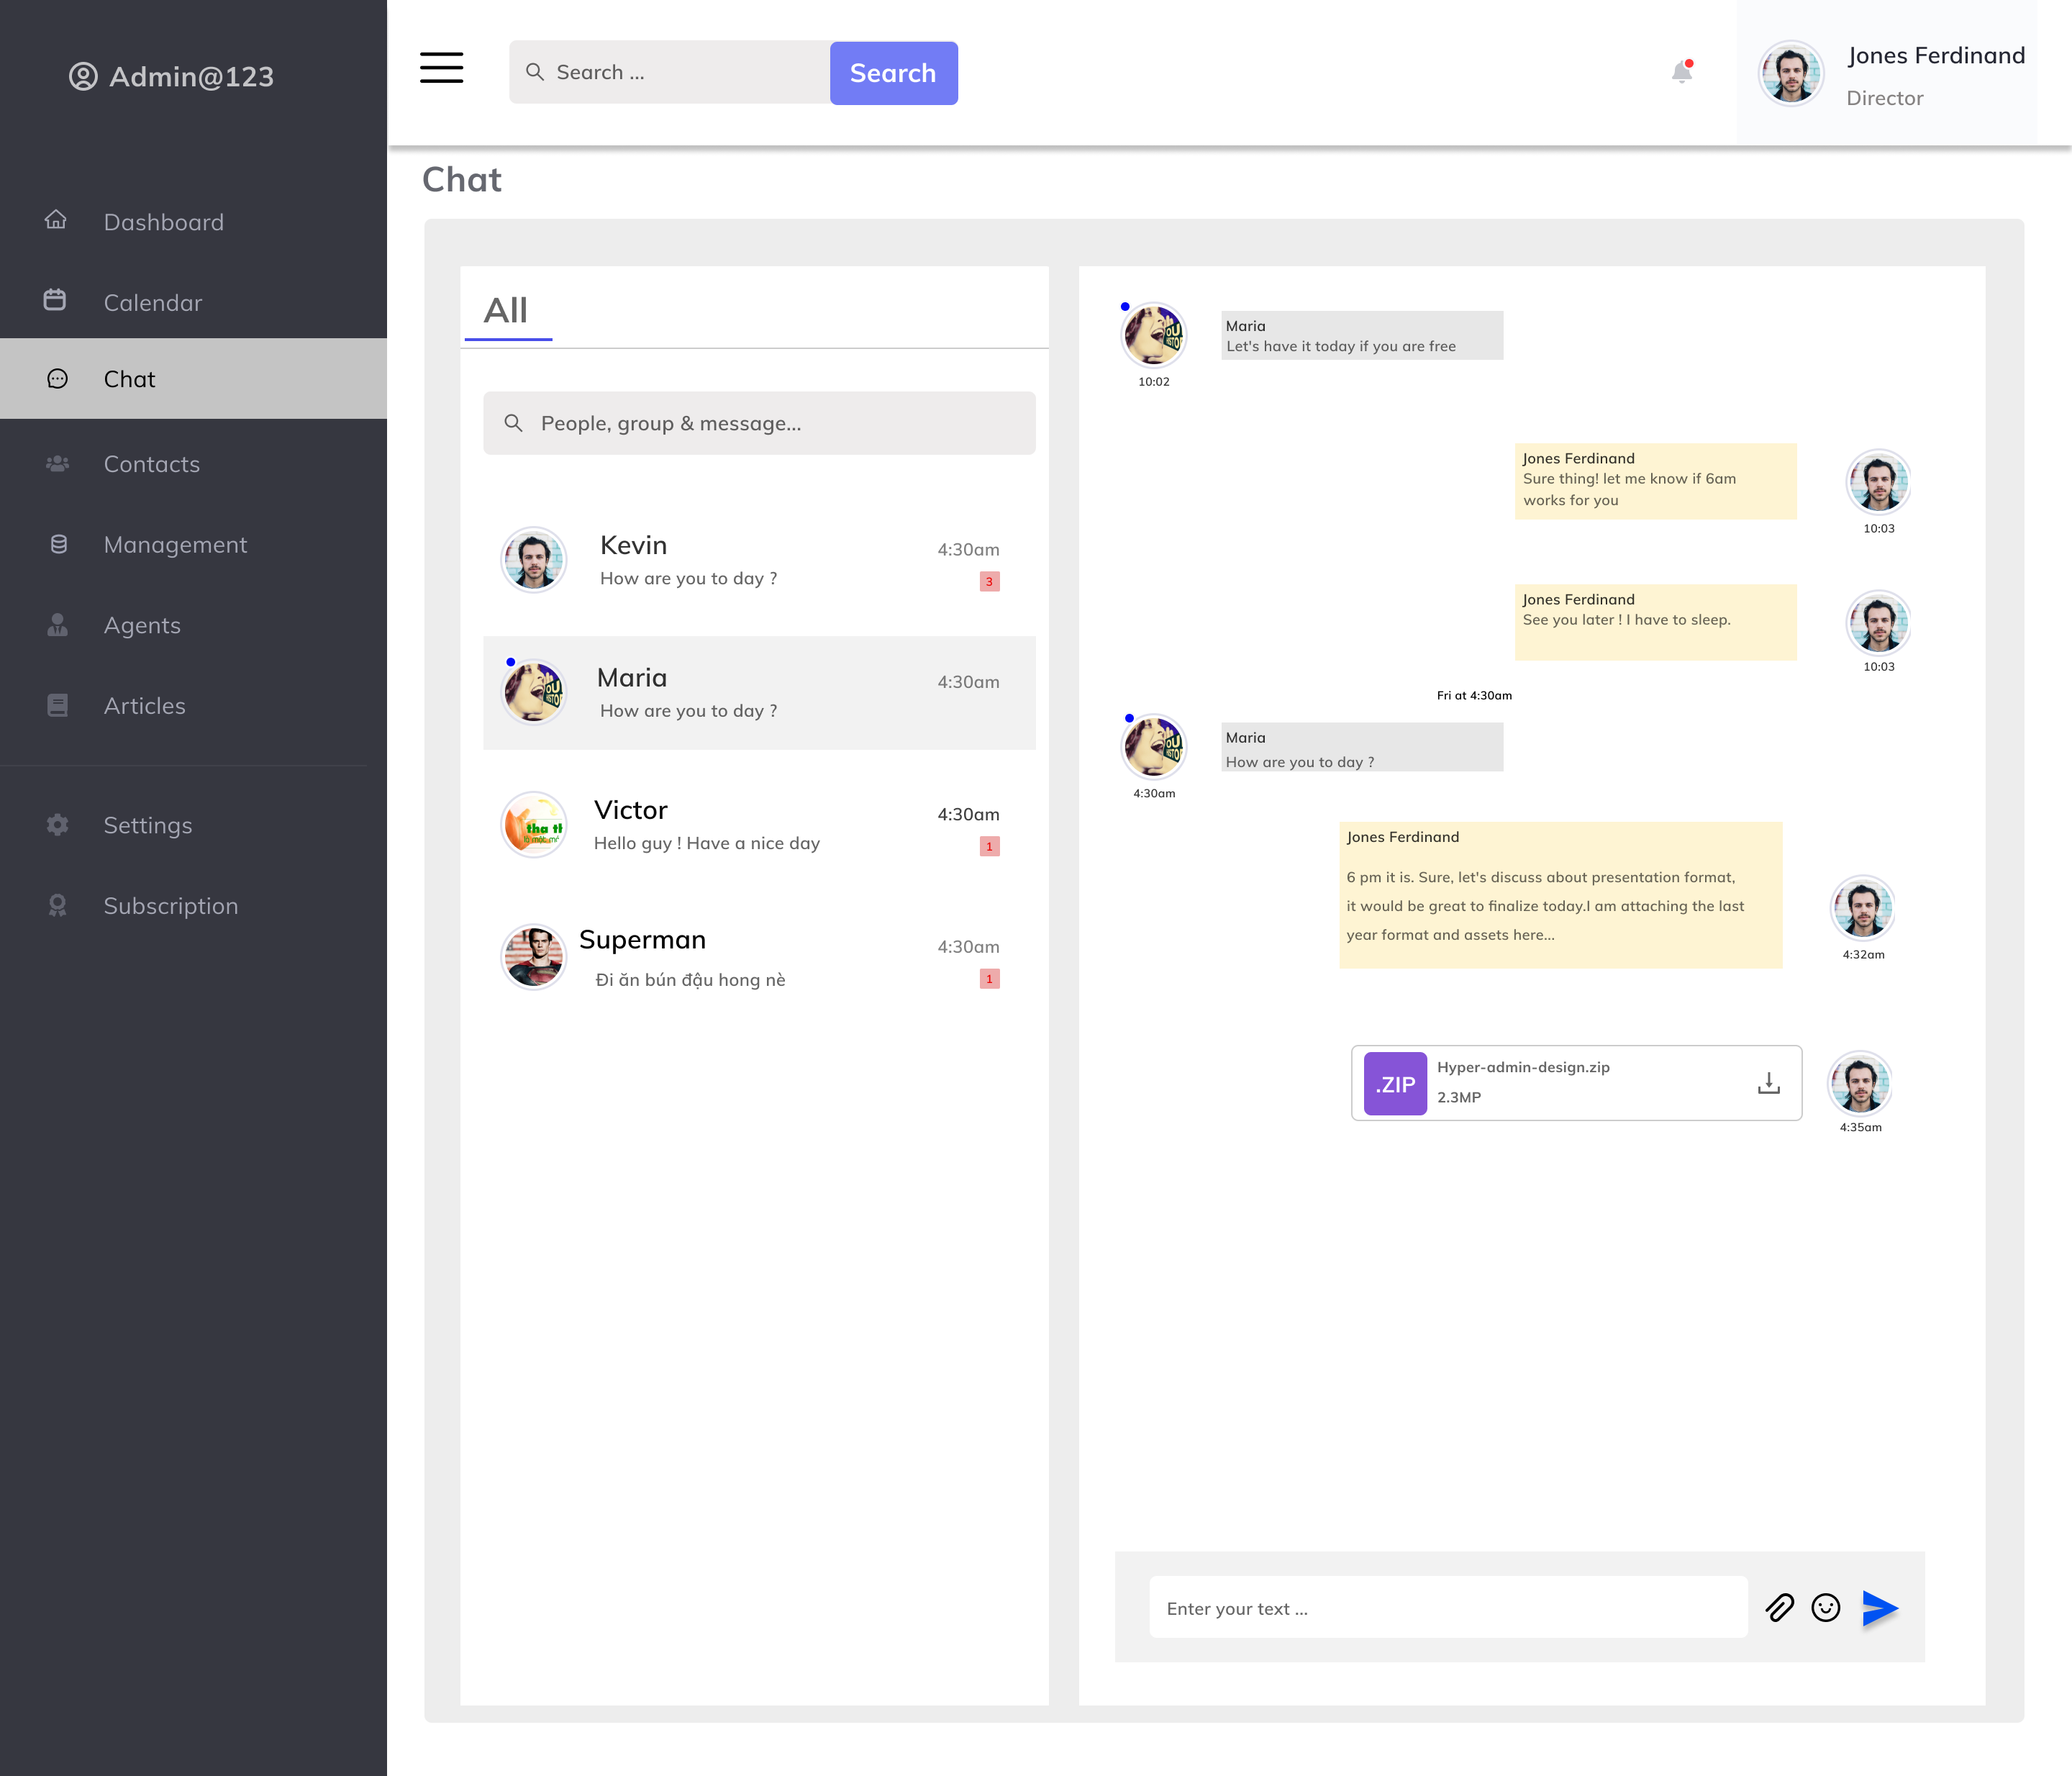 Admin@123
Search ...
Search
Jones Ferdinand
Director
Dashboard
Calendar
Chat
Contacts
Management
Agents
Articles
Settings
Subscription
Chat
All
People, group & message...
Kevin
4:30am
How are you to day ?
3
Maria
4:30am
How are you to day ?
Victor
4:30am
Hello guy ! Have a nice day
1
Superman
4:30am
Đi ăn bún đậu hong nè
1
Maria
Let's have it today if you are free
10:02
Jones Ferdinand
Sure thing! let me know if 6am
works for you
10:03
Jones Ferdinand
See you later ! I have to sleep.
10:03
Fri at 4:30am
Maria
How are you to day ?
4:30am
Jones Ferdinand
6 pm it is. Sure, let's discuss about presentation format,
it would be great to finalize today.I am attaching the last
year format and assets here...
4:32am
.ZIP
Hyper-admin-design.zip
2.3MP
4:35am
Enter your text ...